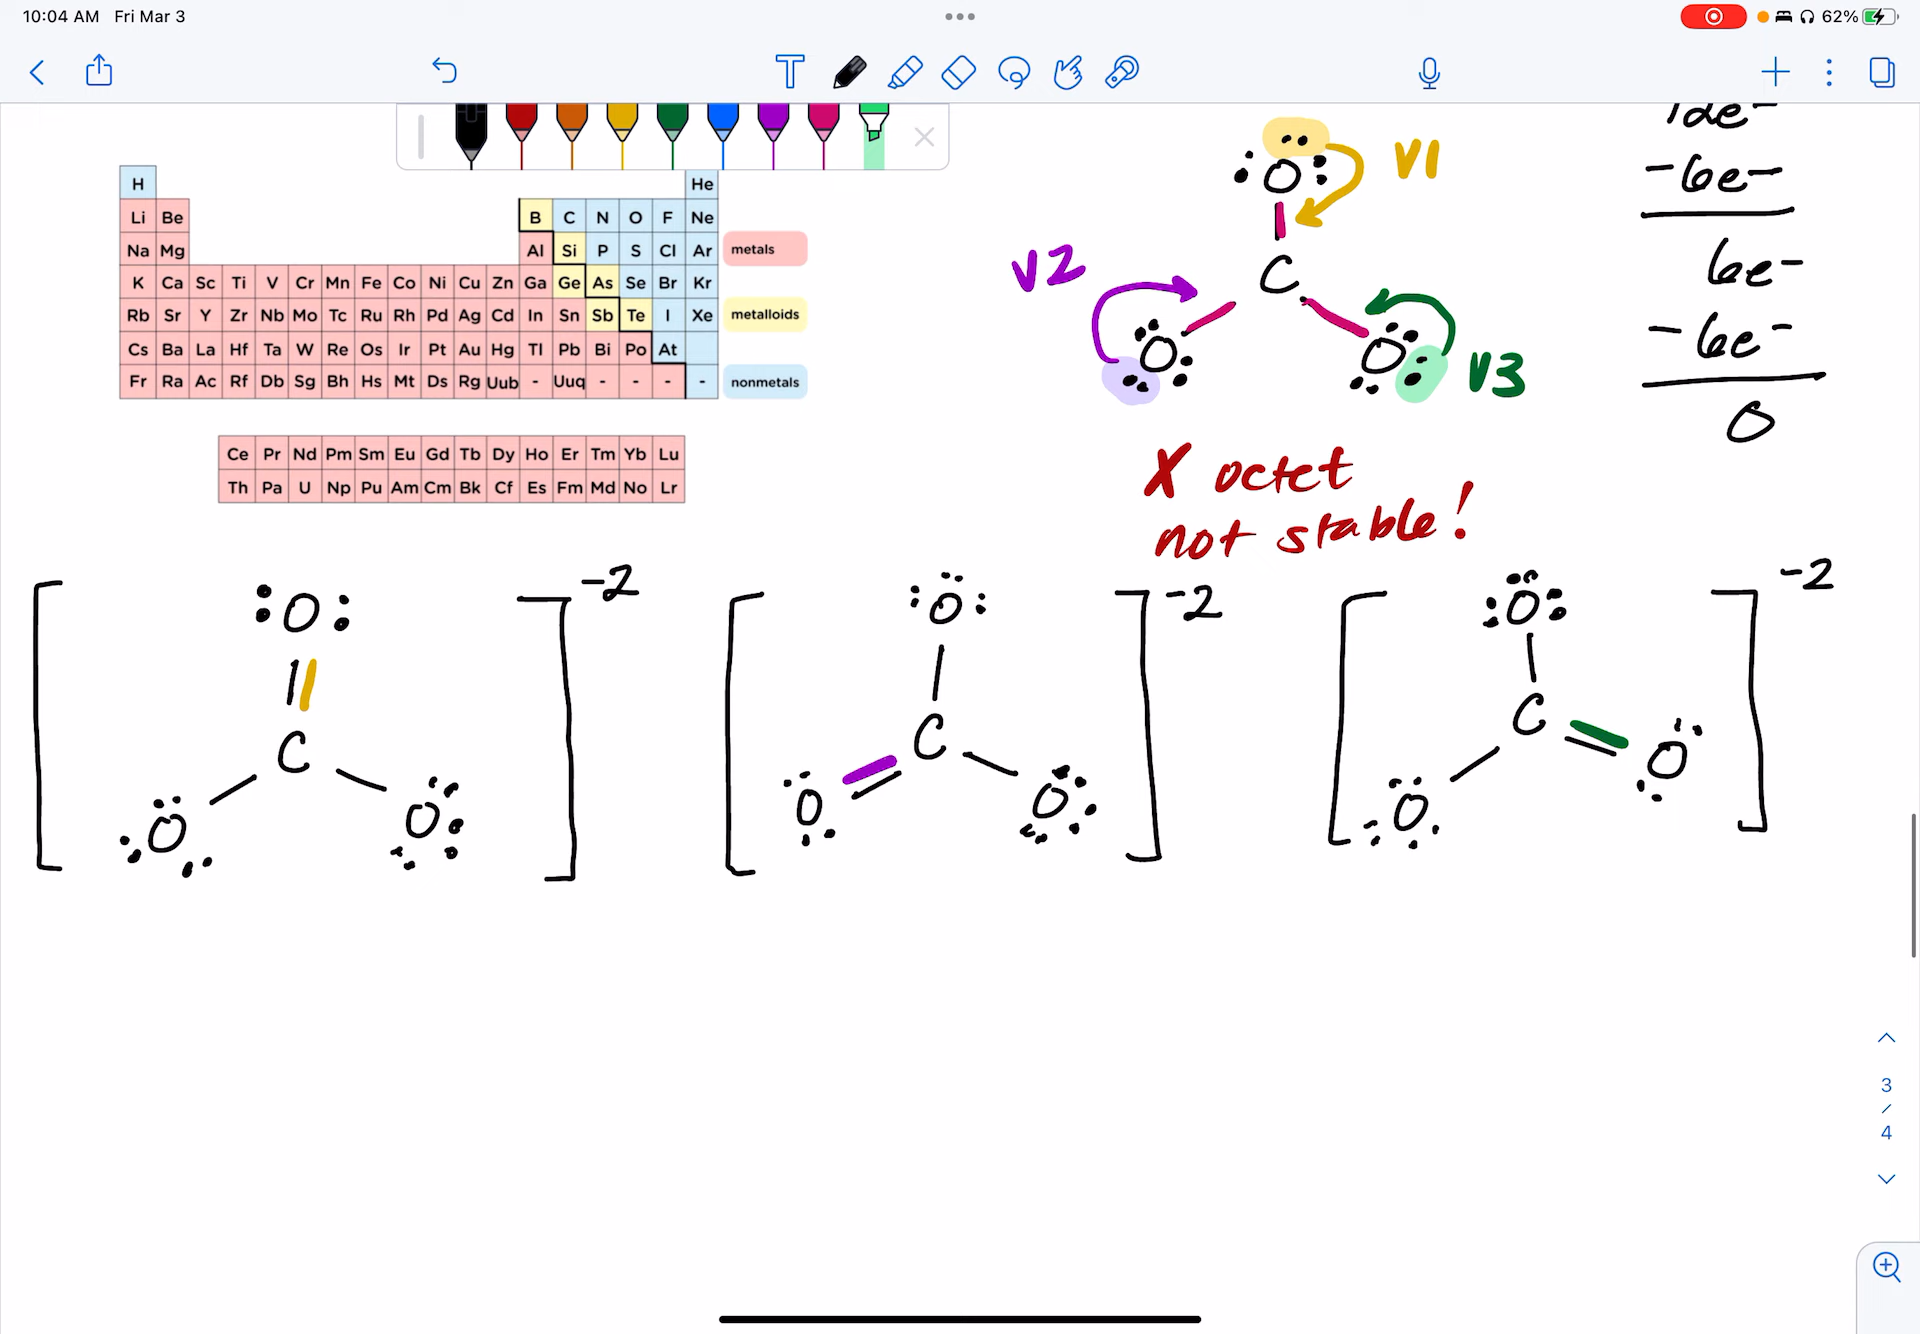 10:04 AM Fri Mar 3
62%
H He
Li Be B C N O F Ne
Na Mg Al Si P S Cl Ar metals
K Ca Sc Ti V Cr Mn Fe Co Ni Cu Zn Ga Ge As Se Br Kr
Rb Sr Y Zr Nb Mo Tc Ru Rh Pd Ag Cd In Sn Sb Te I Xe metalloids
Cs Ba La Hf Ta W Re Os Ir Pt Au Hg Tl Pb Bi Po At
Fr Ra Ac Rf Db Sg Bh Hs Mt Ds Rg Uub - Uuq - - - - nonmetals
Ce Pr Nd Pm Sm Eu Gd Tb Dy Ho Er Tm Yb Lu
Th Pa U Np Pu Am Cm Bk Cf Es Fm Md No Lr
V1
O
C
V2
O
O
V3
-6e-
6e-
-6e-
0
X octet
not stable!
-2
O
C
O
O
-2
O
C
O
O
-2
O
C
O
O
3
/
4